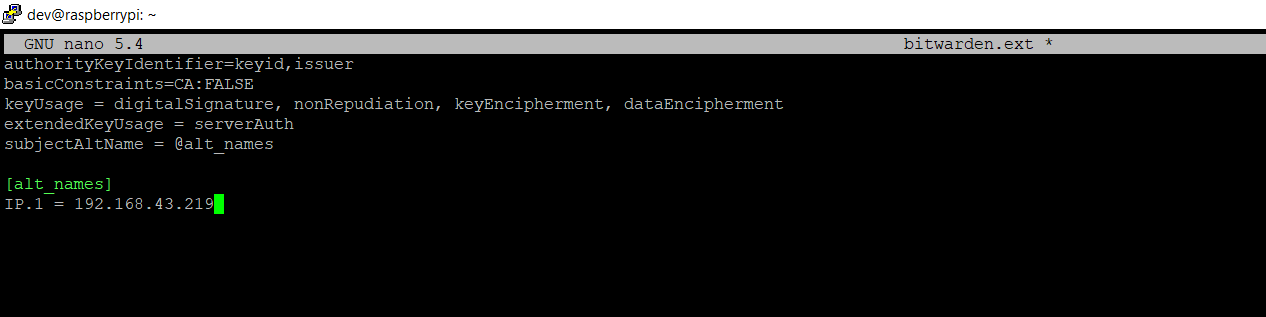 dev@raspberrypi: ~
GNU nano 5.4 bitwarden.ext *
authorityKeyIdentifier=keyid,issuer
basicConstraints=CA:FALSE
keyUsage = digitalSignature, nonRepudiation, keyEncipherment, dataEncipherment
extendedKeyUsage = serverAuth
subjectAltName = @alt_names
[alt_names]
IP.1 = 192.168.43.219